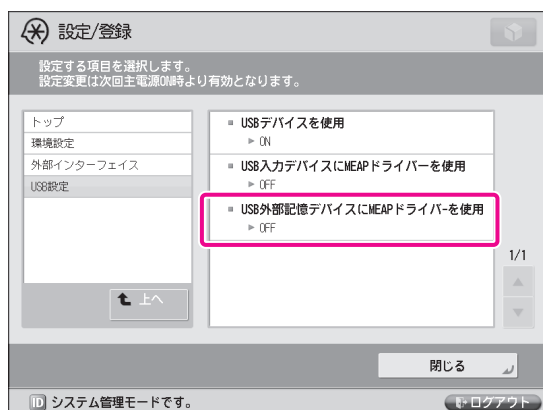 設定/登録
設定する項目を選択します。
設定変更は次回主電源ON時より有効となります。
トップ
環境設定
外部インターフェイス
USB設定
上へ
USBデバイスを使用
ON
USB入力デバイスにMEAPドライバーを使用
OFF
USB外部記憶デバイスにMEAPドライバｰを使用
OFF
1/1
閉じる
ID システム管理モードです。
ログアウト